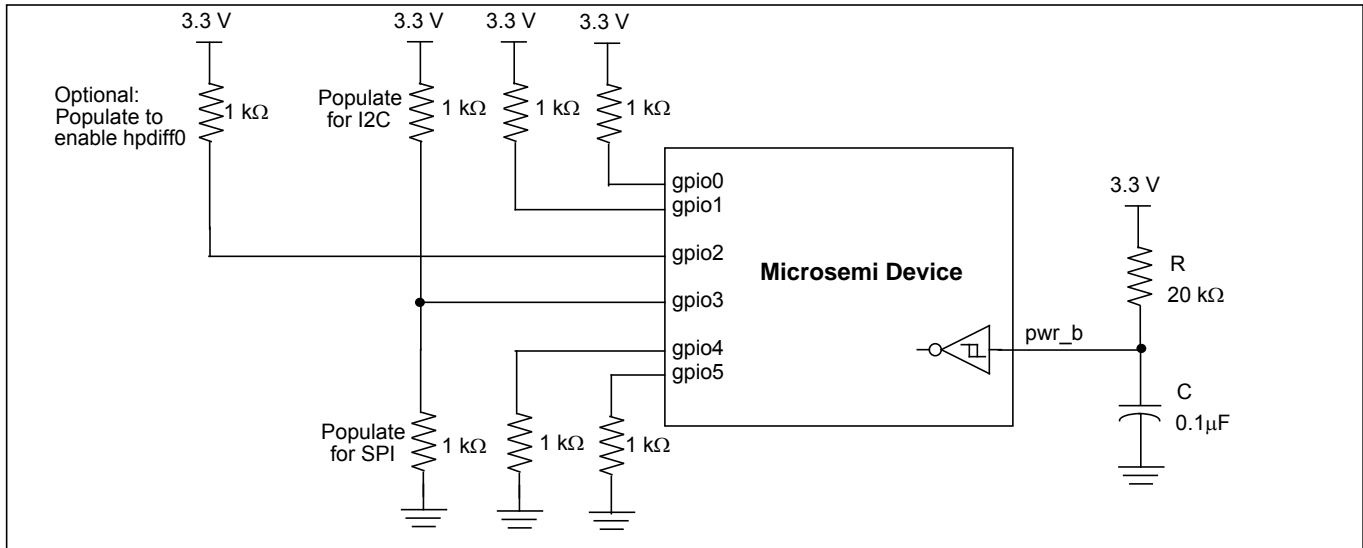 3.3 V
3.3 V
3.3 V
3.3 V
Optional:
Populate to
enable hpdiff0
1 kΩ
Populate
for I2C
1 kΩ
1 kΩ
1 kΩ
gpio0
gpio1
gpio2
gpio3
gpio4
gpio5
Microsemi Device
pwr_b
3.3 V
R
20 kΩ
C
0.1µF
Populate
for SPI
1 kΩ
1 kΩ
1 kΩ